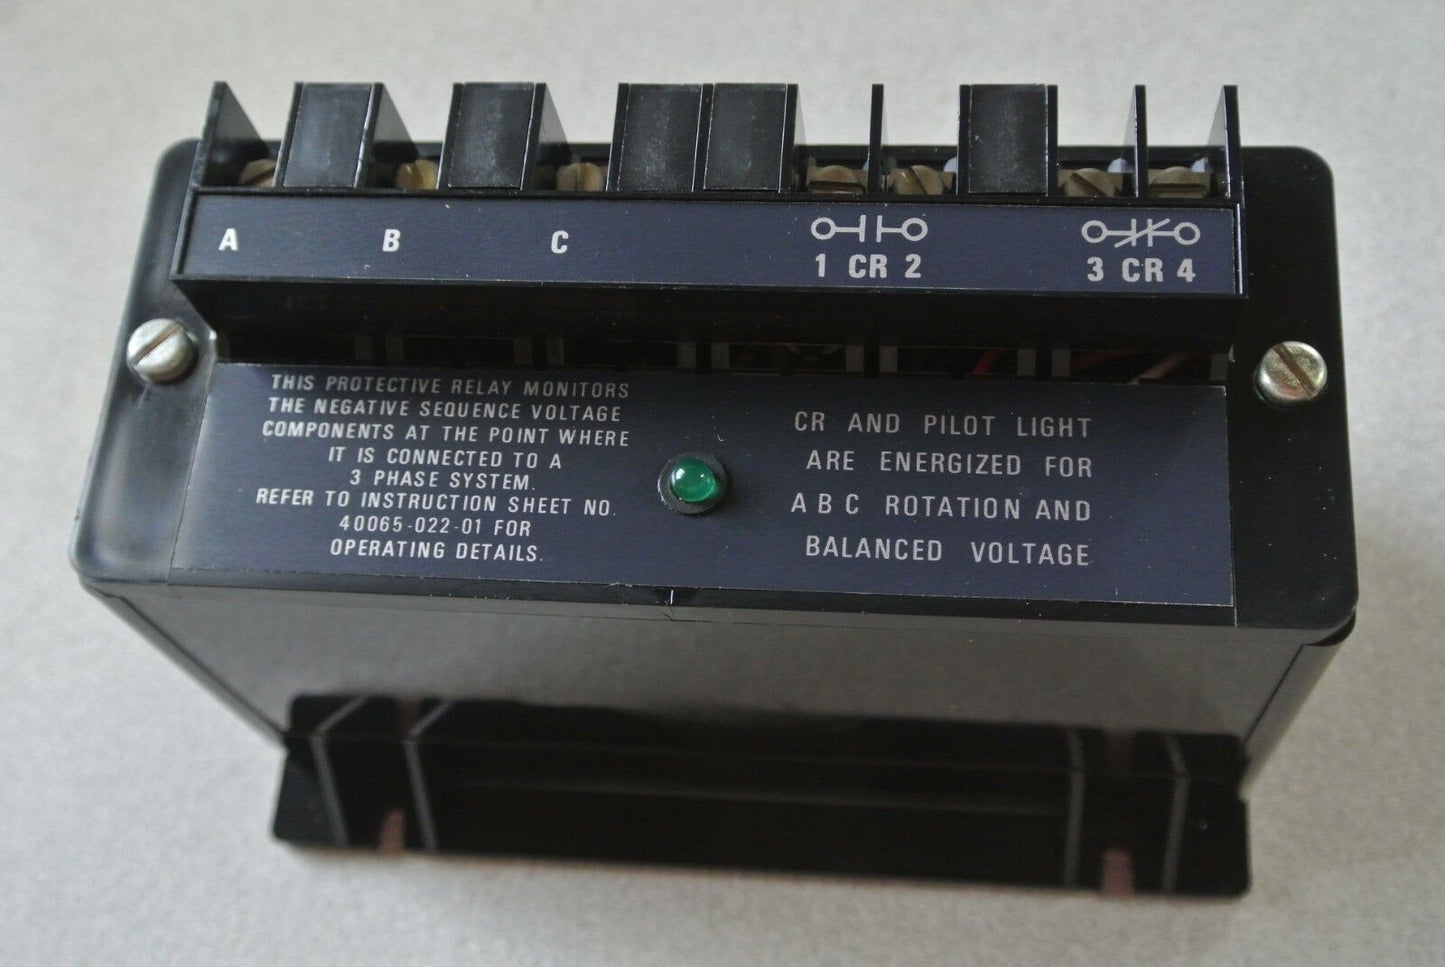 A B C
1 CR 2 3 CR 4
THIS PROTECTIVE RELAY MONITORS
THE NEGATIVE SEQUENCE VOLTAGE
COMPONENTS AT THE POINT WHERE
IT IS CONNECTED TO A
3 PHASE SYSTEM.
REFER TO INSTRUCTION SHEET NO.
40065-022-01 FOR
OPERATING DETAILS.
CR AND PILOT LIGHT
ARE ENERGIZED FOR
A B C ROTATION AND
BALANCED VOLTAGE